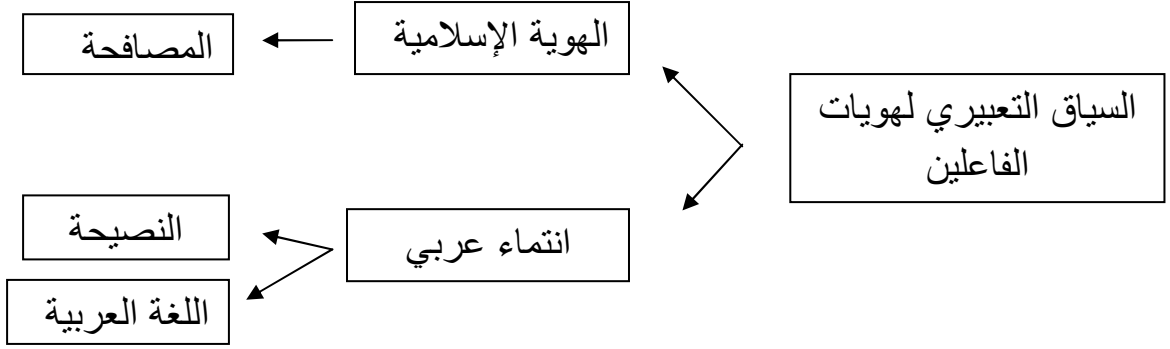 السياق التعبيري لهويات
الفاعلين
الهوية الإسلامية
المصافحة
انتماء عربي
النصيحة
اللغة العربية